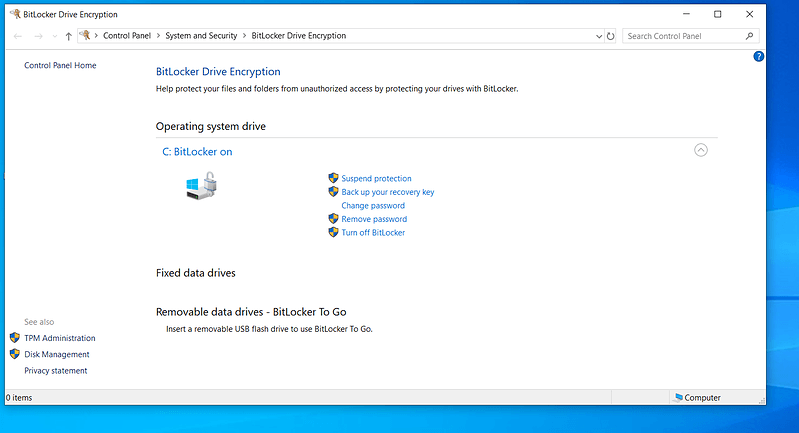 BitLocker Drive Encryption
Control Panel > System and Security > BitLocker Drive Encryption
Search Control Panel
Control Panel Home
BitLocker Drive Encryption
Help protect your files and folders from unauthorized access by protecting your drives with BitLocker.
Operating system drive
C: BitLocker on
Suspend protection
Back up your recovery key
Change password
Remove password
Turn off BitLocker
Fixed data drives
Removable data drives - BitLocker To Go
Insert a removable USB flash drive to use BitLocker To Go.
See also
TPM Administration
Disk Management
Privacy statement
0 items
Computer